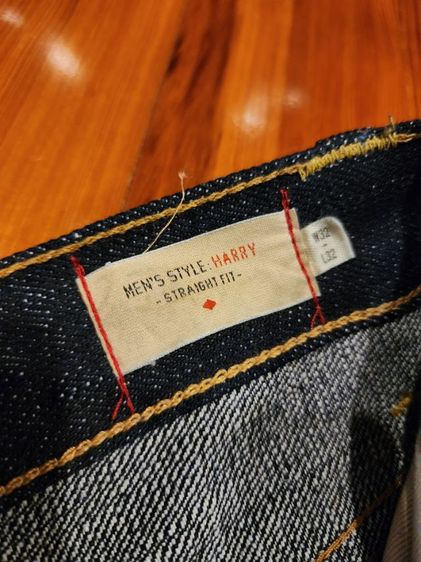 MEN'S STYLE: HARRY
- STRAIGHT FIT -
W32
-
L32